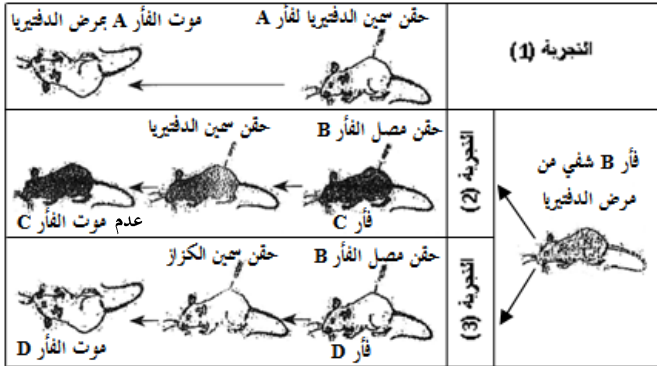 التجربة (1)
حقن سمين الدفتيريا لفأر A
موت الفأر A بمرض الدفتيريا
فأر B شفي من
مرض الدفتيريا
التجربة (2)
حقن مصل الفأر B
فأر C
حقن سمين الدفتيريا
عدم موت الفأر C
التجربة (3)
حقن مصل الفأر B
فأر D
حقن سمين الكزاز
موت الفأر D